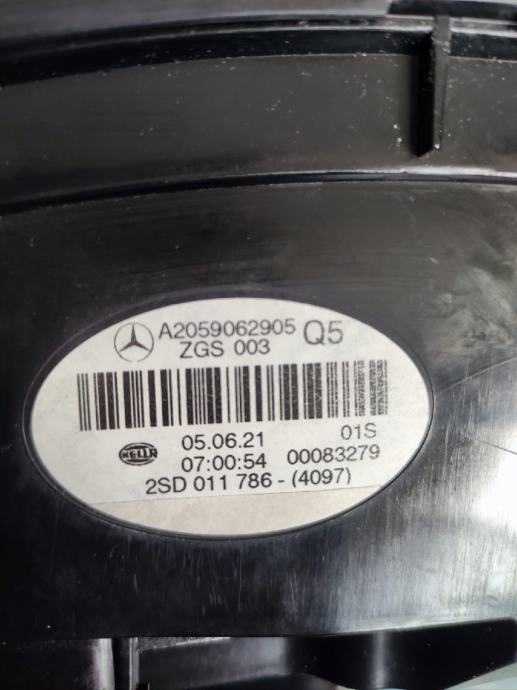 A2059062905 Q5
ZGS 003
05.06.21 01S
HELLA 07:00:54 00083279
2SD 011 786 - (4097)